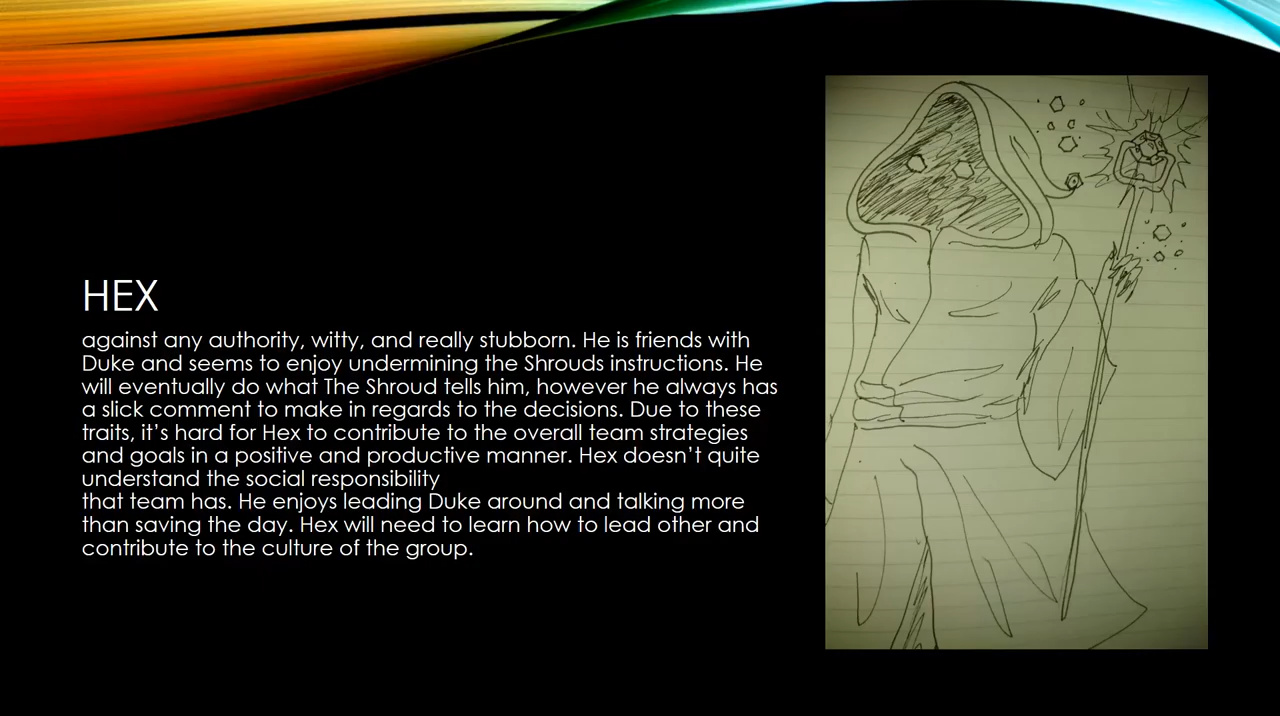 HEX
against any authority, witty, and really stubborn. He is friends with
Duke and seems to enjoy undermining the Shrouds instructions. He
will eventually do what The Shroud tells him, however he always has
a slick comment to make in regards to the decisions. Due to these
traits, it’s hard for Hex to contribute to the overall team strategies
and goals in a positive and productive manner. Hex doesn’t quite
understand the social responsibility
that team has. He enjoys leading Duke around and talking more
than saving the day. Hex will need to learn how to lead other and
contribute to the culture of the group.